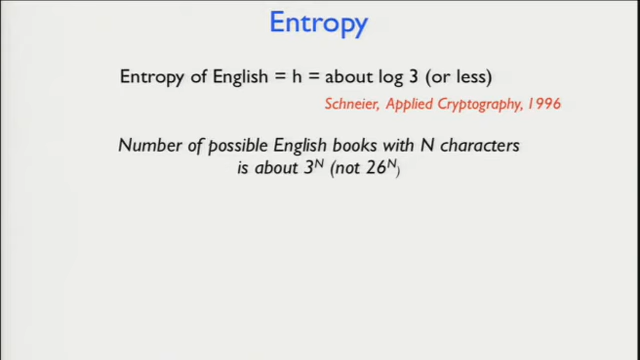 Entropy
Entropy of English = h = about log 3 (or less)
Schneier, Applied Cryptography, 1996
Number of possible English books with N characters
is about 3ᴺ (not 26ᴺ)